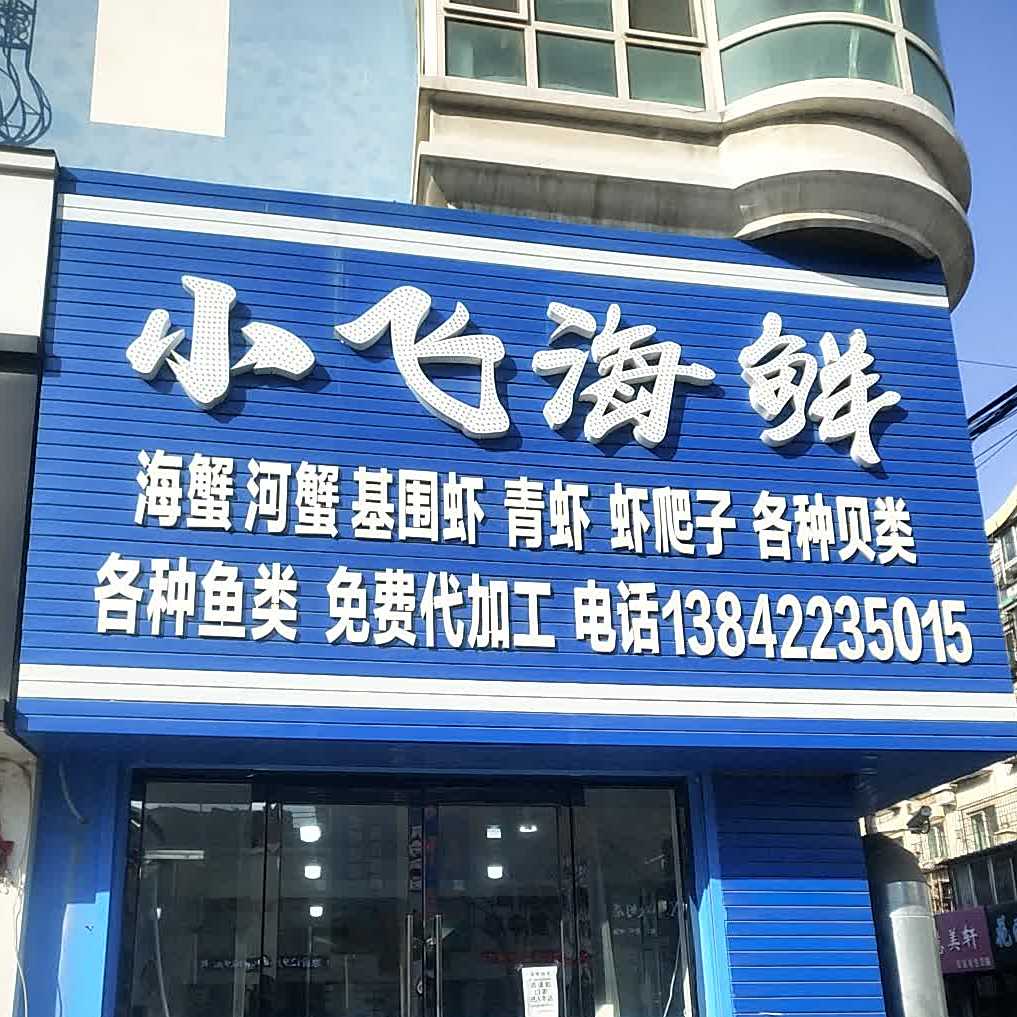 小飞海鲜
海蟹 河蟹 基围虾 青虾 虾爬子 各种贝类
各种鱼类 免费代加工 电话13842235015
美轩